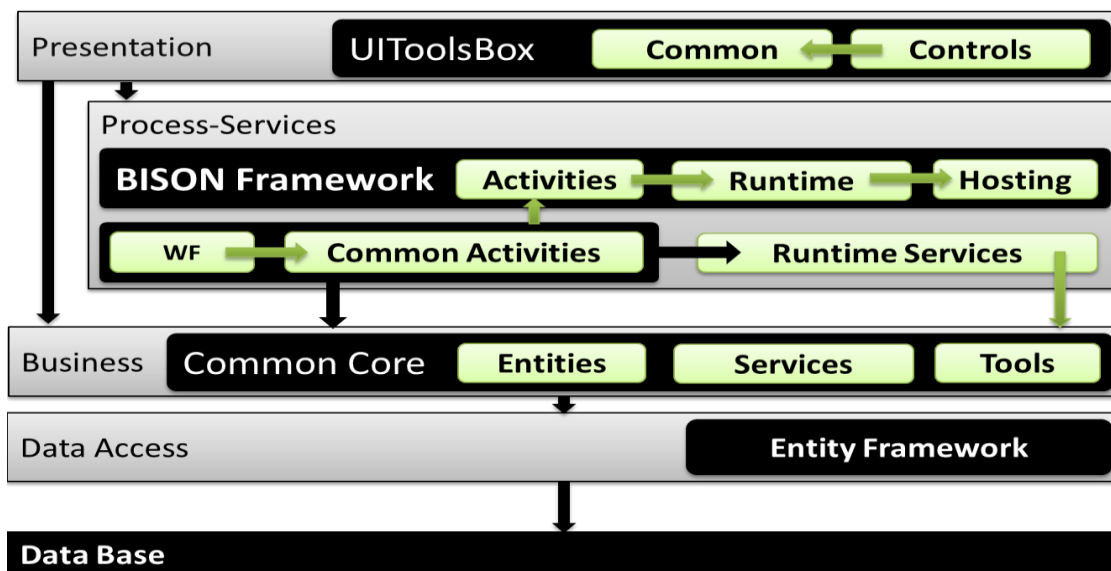 Presentation
UIToolsBox
Common
Controls
Process-Services
BISON Framework
Activities
Runtime
Hosting
WF
Common Activities
Runtime Services
Business
Common Core
Entities
Services
Tools
Data Access
Entity Framework
Data Base